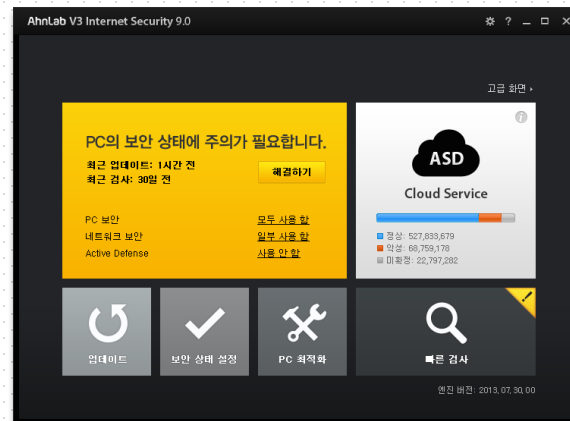 AhnLab V3 Internet Security 9.0
고급 화면
PC의 보안 상태에 주의가 필요합니다.
최근 업데이트: 1시간 전
최근 검사: 30일 전
해결하기
PC 보안 모두 사용 함
네트워크 보안 일부 사용 함
Active Defense 사용 안 함
ASD
Cloud Service
정상: 527,833,679
악성: 68,759,178
미확정: 22,797,282
업데이트
보안 상태 설정
PC 최적화
빠른 검사
엔진 버전: 2013.07.30.00